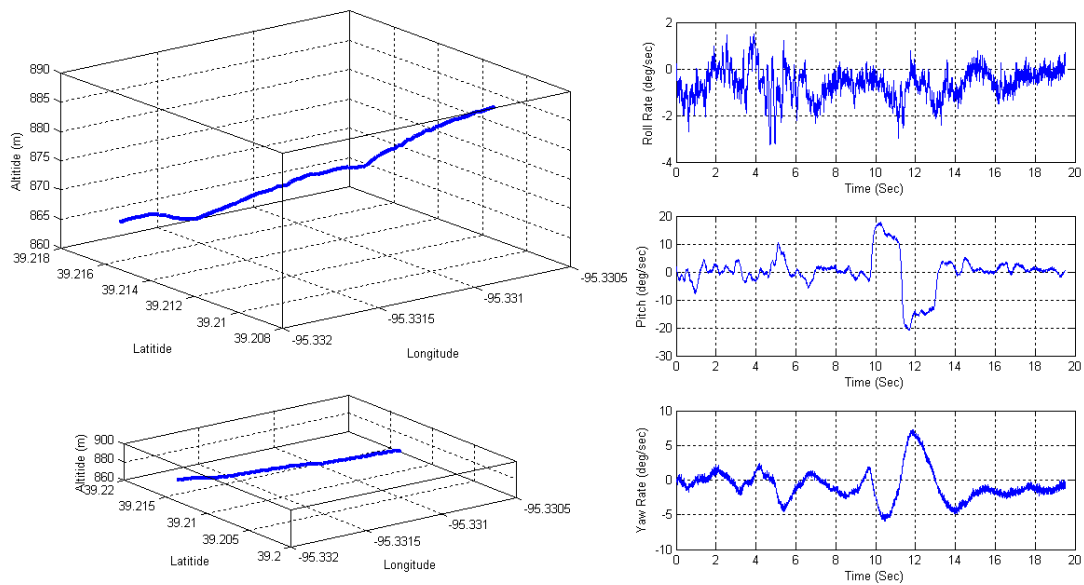 890
885
880
875
870
865
860
Altitide (m)
39.218
39.216
39.214
39.212
39.21
39.208
Latitide
-95.332
-95.3315
-95.331
-95.3305
Longitude
900
880
860
Altitide (m)
39.22
39.215
39.21
39.205
39.2
Latitide
-95.332
-95.3315
-95.331
-95.3305
Longitude
2
0
-2
-4
Roll Rate (deg/sec)
0 2 4 6 8 10 12 14 16 18 20
Time (Sec)
20
10
0
-10
-20
-30
Pitch (deg/sec)
0 2 4 6 8 10 12 14 16 18 20
Time (Sec)
10
5
0
-5
-10
Yaw Rate (deg/sec)
0 2 4 6 8 10 12 14 16 18 20
Time (Sec)